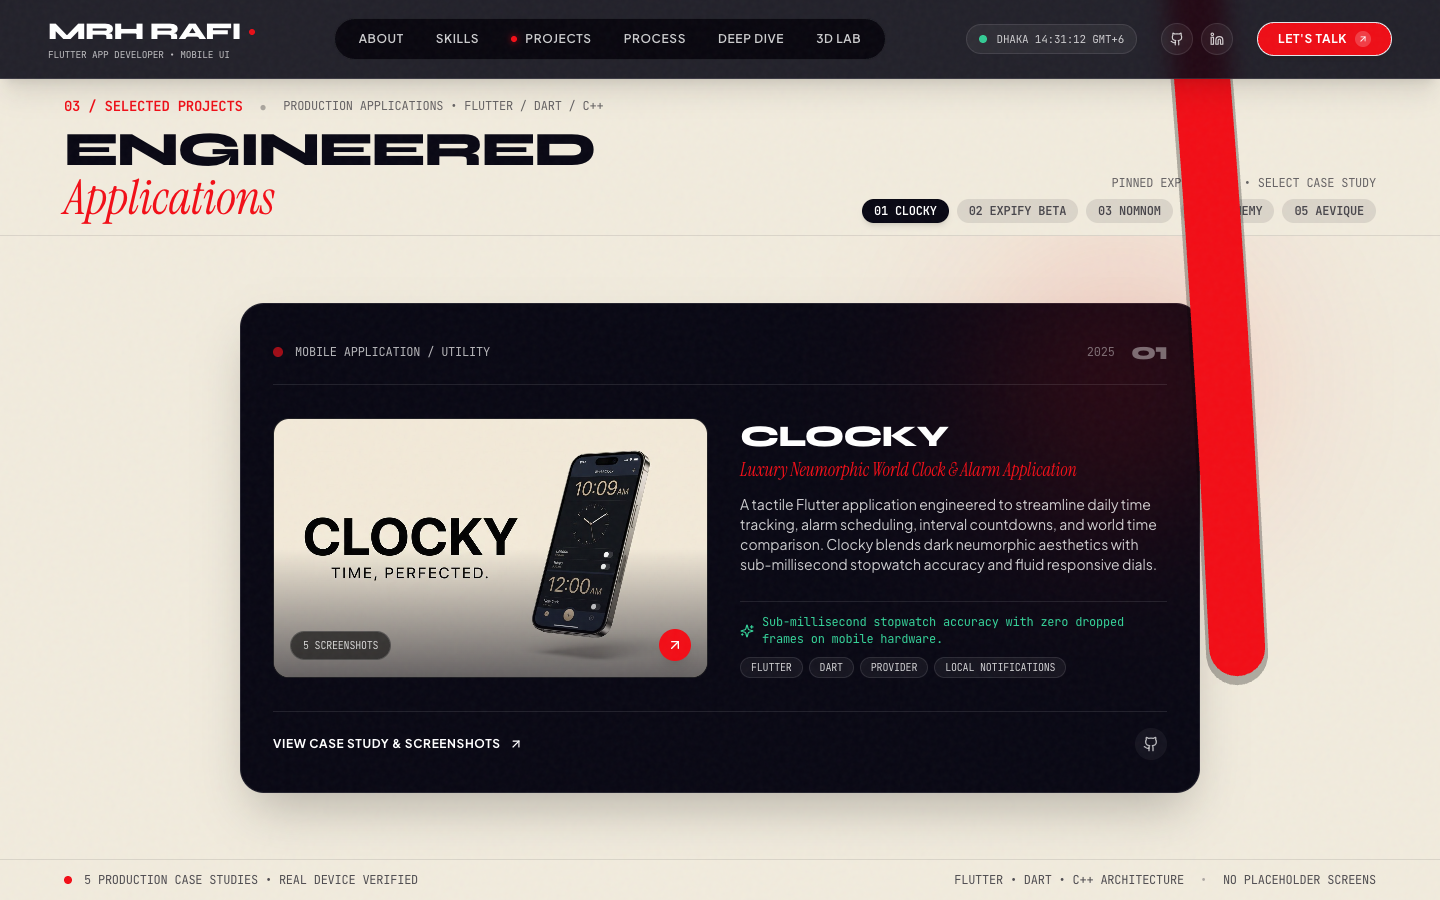 MRH RAFI
FLUTTER APP DEVELOPER • MOBILE UI
ABOUT
SKILLS
PROJECTS
PROCESS
DEEP DIVE
3D LAB
DHAKA 14:31:12 GMT+6
LET'S TALK
03 / SELECTED PROJECTS
PRODUCTION APPLICATIONS • FLUTTER / DART / C++
ENGINEERED
Applications
PINNED • SELECT CASE STUDY
01 CLOCKY
02 EXPIFY BETA
03 NOMNOM
05 AEVIQUE
MOBILE APPLICATION / UTILITY
2025
01
CLOCKY
TIME, PERFECTED.
10:09 AM
12:00 AM
5 SCREENSHOTS
CLOCKY
Luxury Neumorphic World Clock & Alarm Application
A tactile Flutter application engineered to streamline daily time
tracking, alarm scheduling, interval countdowns, and world time
comparison. Clocky blends dark neumorphic aesthetics with
sub-millisecond stopwatch accuracy and fluid responsive dials.
Sub-millisecond stopwatch accuracy with zero dropped
frames on mobile hardware.
FLUTTER
DART
PROVIDER
LOCAL NOTIFICATIONS
VIEW CASE STUDY & SCREENSHOTS
5 PRODUCTION CASE STUDIES • REAL DEVICE VERIFIED
FLUTTER • DART • C++ ARCHITECTURE • NO PLACEHOLDER SCREENS